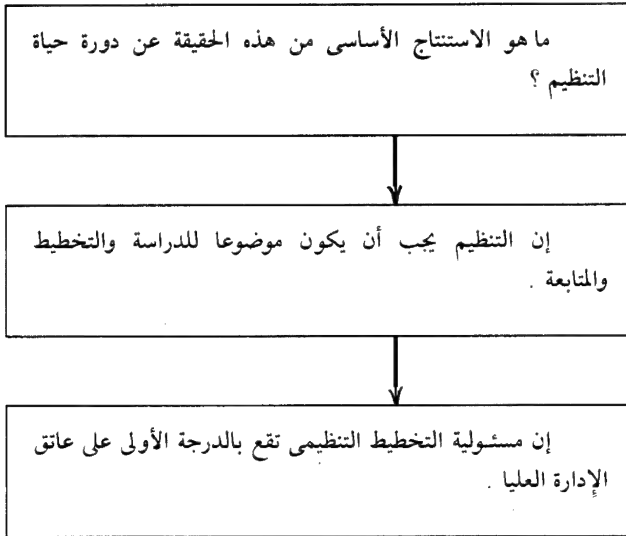 ما هو الاستنتاج الأساسى من هذه الحقيقة عن دورة حياة
التنظيم ؟
إن التنظيم يجب أن يكون موضوعا للدراسة والتخطيط
والمتابعة .
إن مسئولية التخطيط التنظيمى تقع بالدرجة الأولى على عاتق
الإدارة العليا .